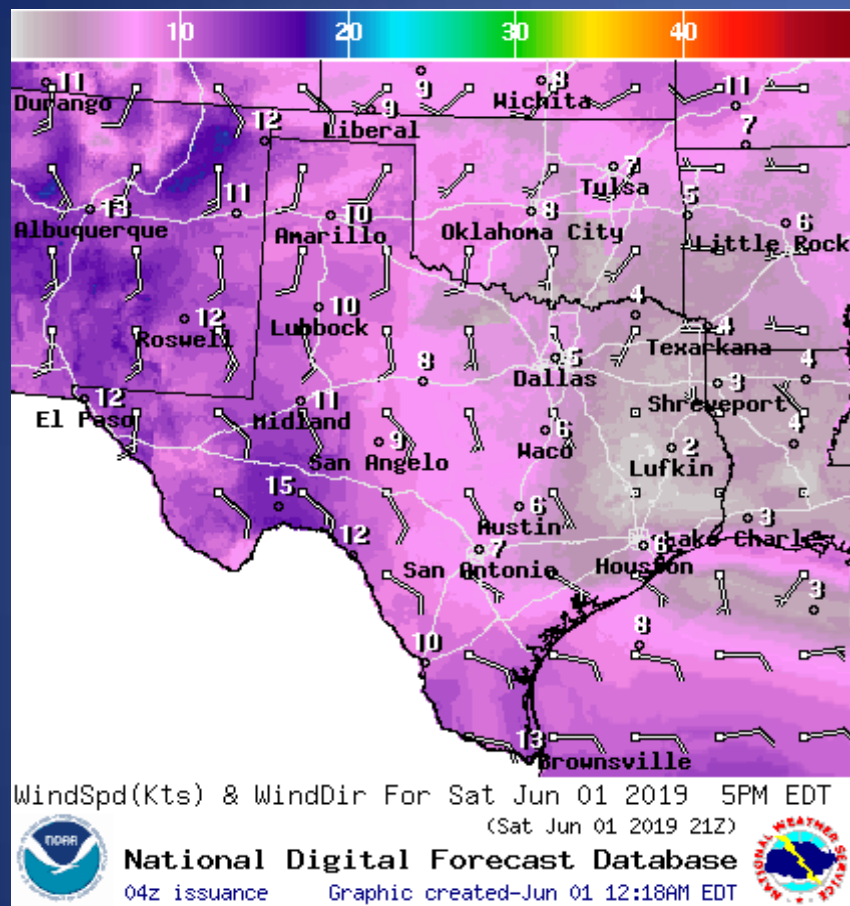 10 20 30 40
11 9 8 11
Durango Liberal Wichita
12 9 7
7
Tulsa
13 11 10 8 5 6
Albuquerque Amarillo Oklahoma City Little Rock
12 10 4 4
Roswell Lubbock Texarkana
8 5 3 4
Dallas
12 11 Shreveport
El Paso Midland
9 6 2 4
San Angelo Waco Lufkin
15 6 3
Austin Lake Charles
12 7 6
San Antonio Houston
3
10 8
13
Brownsville
WindSpd(Kts) & WindDir For Sat Jun 01 2019 5PM EDT
(Sat Jun 01 2019 21Z)
noaa
National Digital Forecast Database
04z issuance Graphic created-Jun 01 12:18AM EDT
NATIONAL WEATHER SERVICE